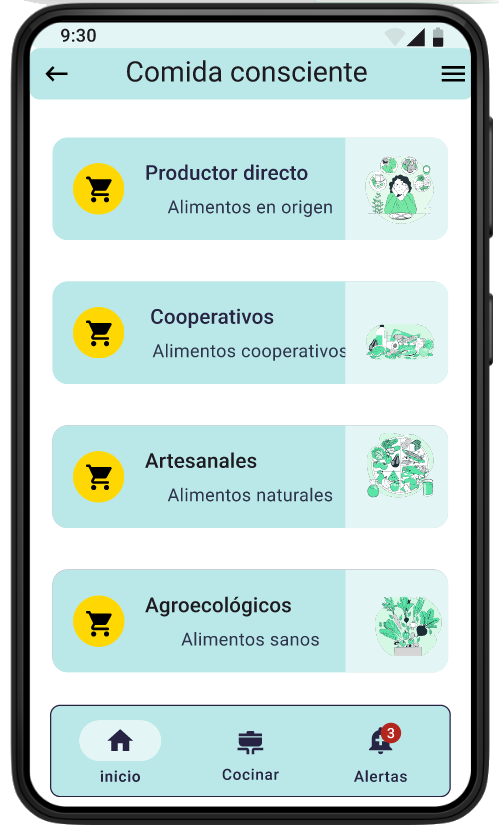 9:30
Comida consciente
Productor directo
Alimentos en origen
Cooperativos
Alimentos cooperativos
Artesanales
Alimentos naturales
Agroecológicos
Alimentos sanos
3
inicio
Cocinar
Alertas